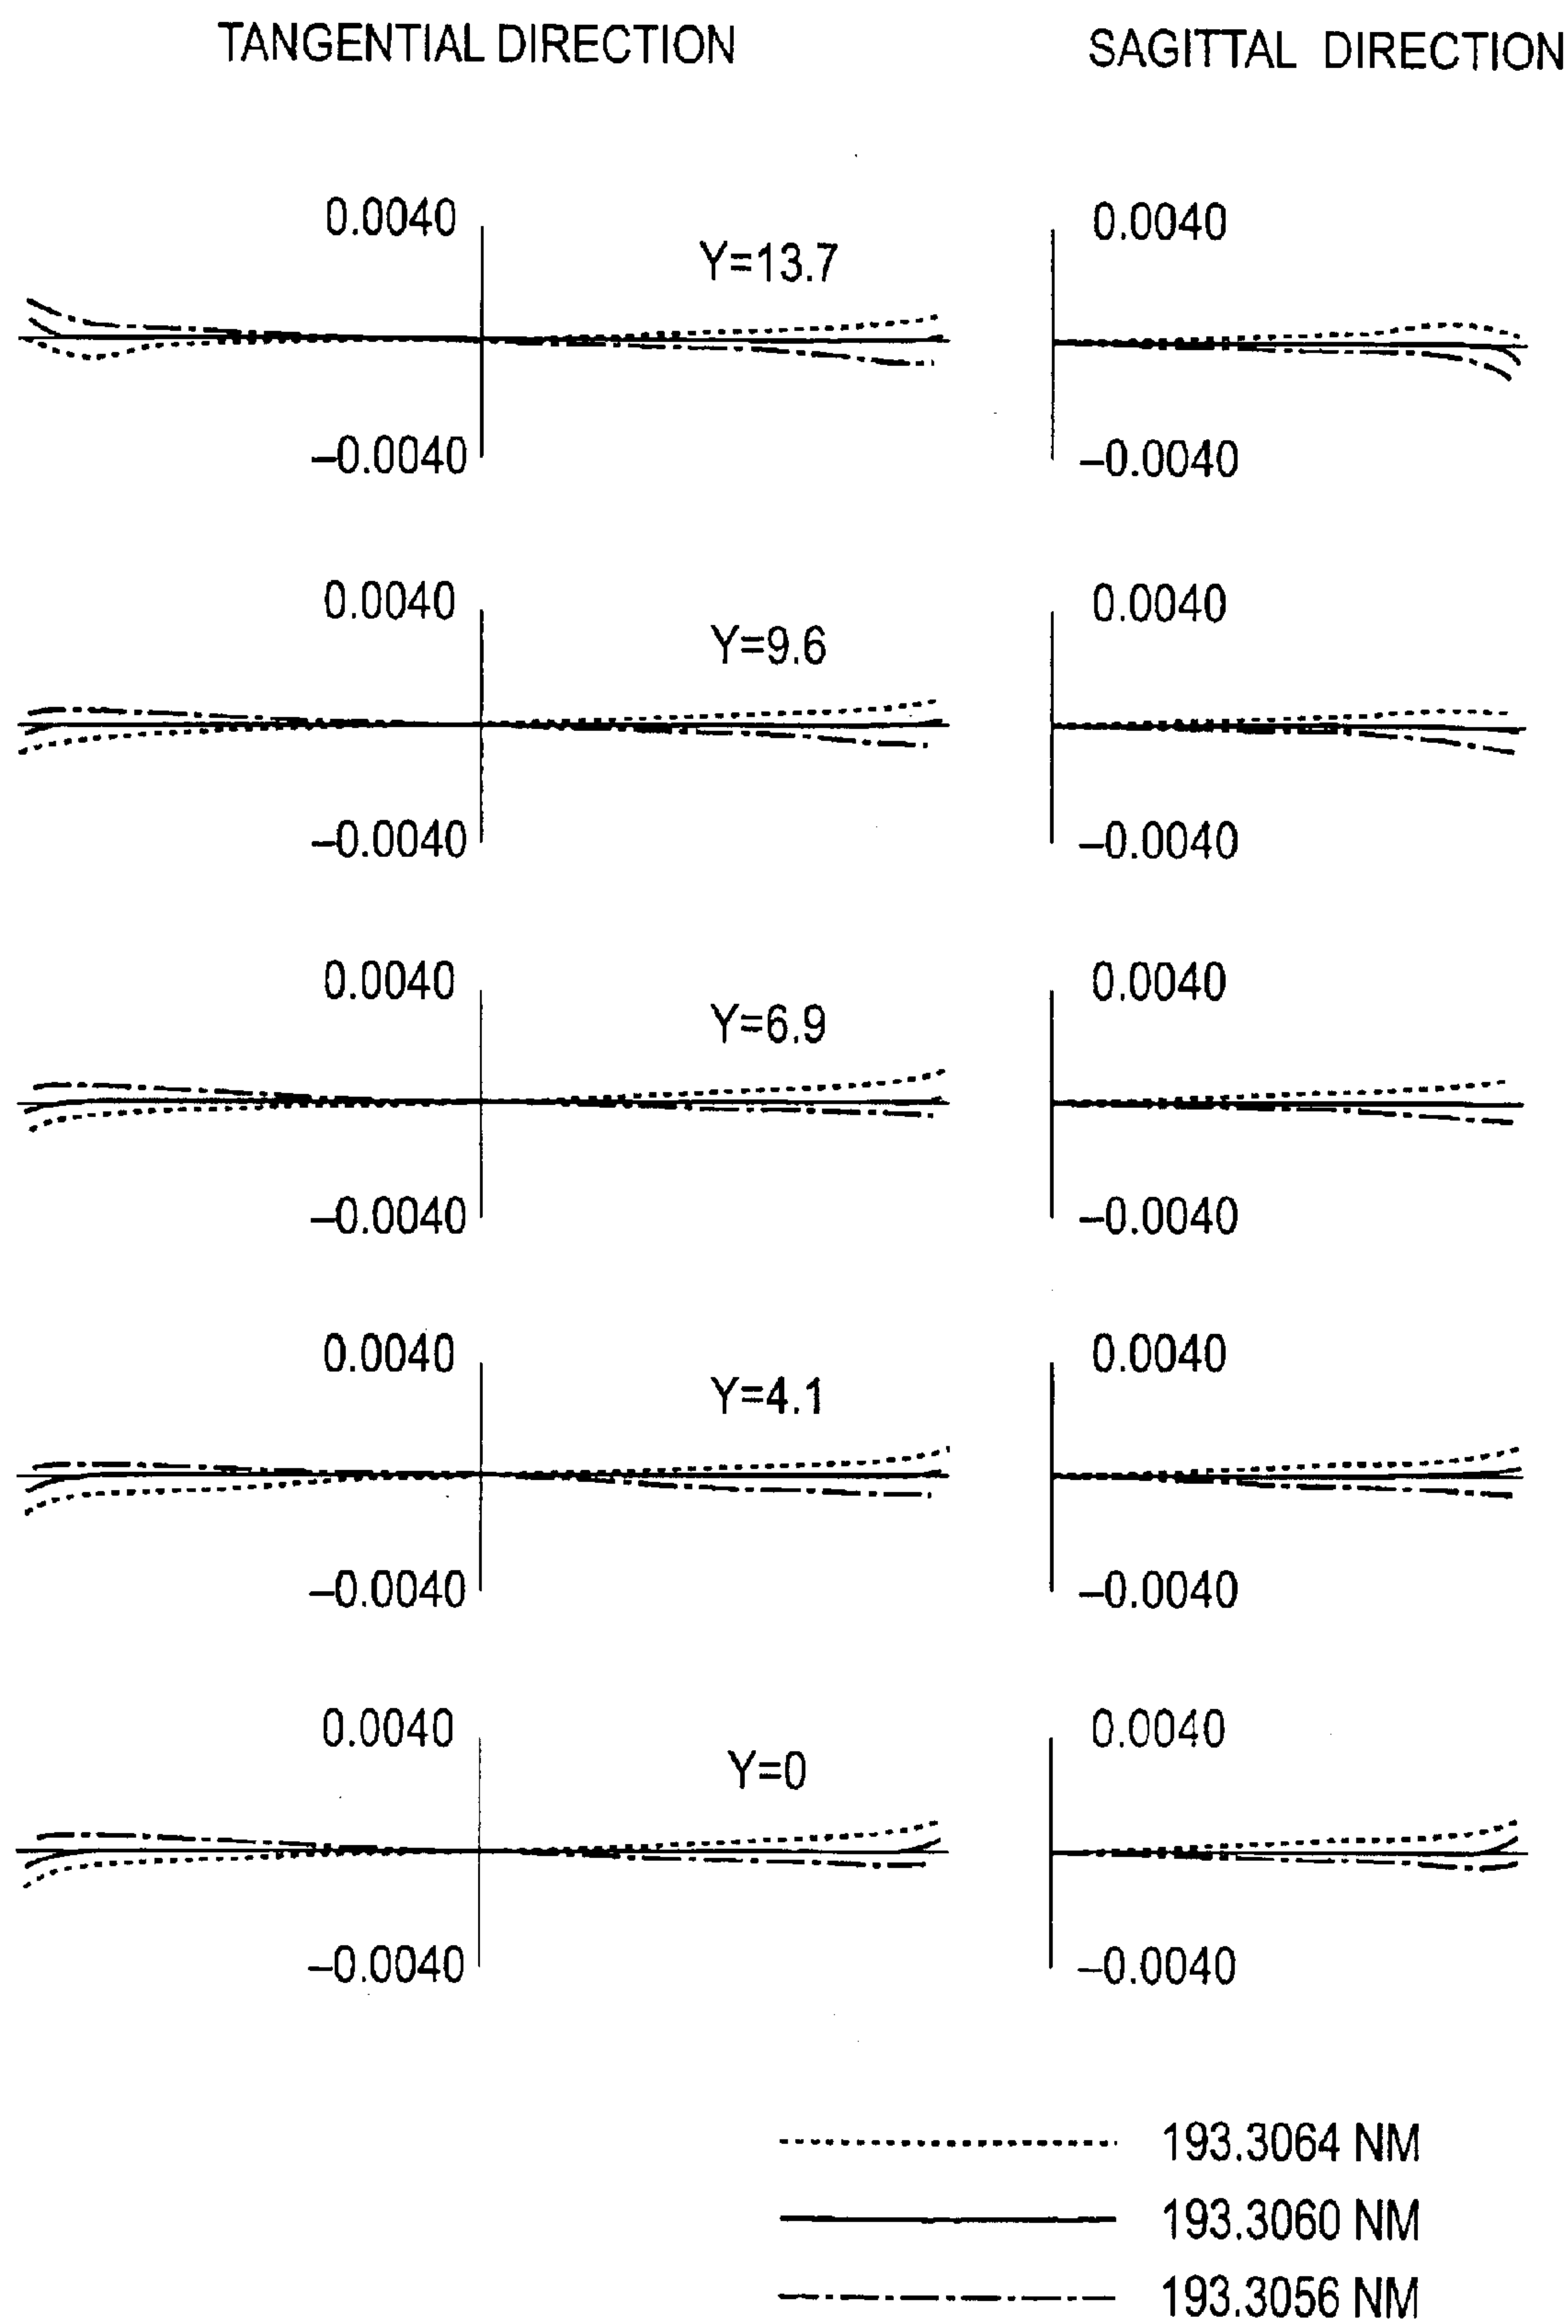 TANGENTIAL DIRECTION
SAGITTAL DIRECTION
0.0040
Y=13.7
0.0040
–0.0040
–0.0040
0.0040
Y=9.6
0.0040
–0.0040
–0.0040
0.0040
Y=6.9
0.0040
–0.0040
–0.0040
0.0040
Y=4.1
0.0040
–0.0040
–0.0040
0.0040
Y=0
0.0040
–0.0040
–0.0040
193.3064 NM
193.3060 NM
193.3056 NM